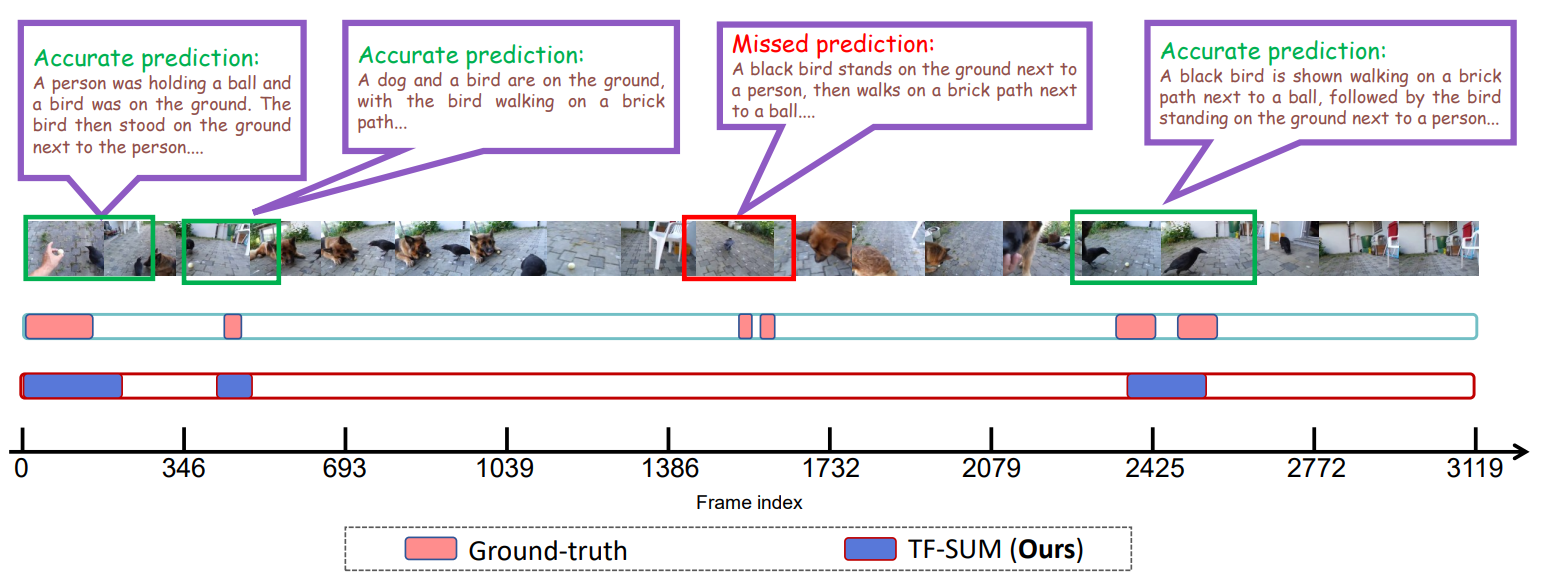 Accurate prediction:
A person was holding a ball and
a bird was on the ground. The
bird then stood on the ground
next to the person....
Accurate prediction:
A dog and a bird are on the ground,
with the bird walking on a brick
path...
Missed prediction:
A black bird stands on the ground next to
a person, then walks on a brick path next
to a ball....
Accurate prediction:
A black bird is shown walking on a brick
path next to a ball, followed by the bird
standing on the ground next to a person...
0 346 693 1039 1386 1732 2079 2425 2772 3119
Frame index
Ground-truth
TF-SUM (Ours)